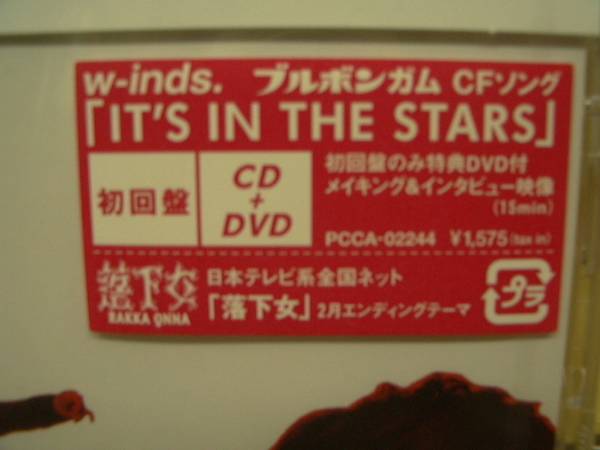 w-inds. ブルボンガム CFソング
「IT'S IN THE STARS」
初回盤
CD
+
DVD
初回盤のみ特典DVD付
メイキング&インタビュー映像
(15min)
PCCA-02244 ¥1,575(tax in)
落下女
RAKKA ONNA
日本テレビ系全国ネット
「落下女」2月エンディングテーマ
プラ